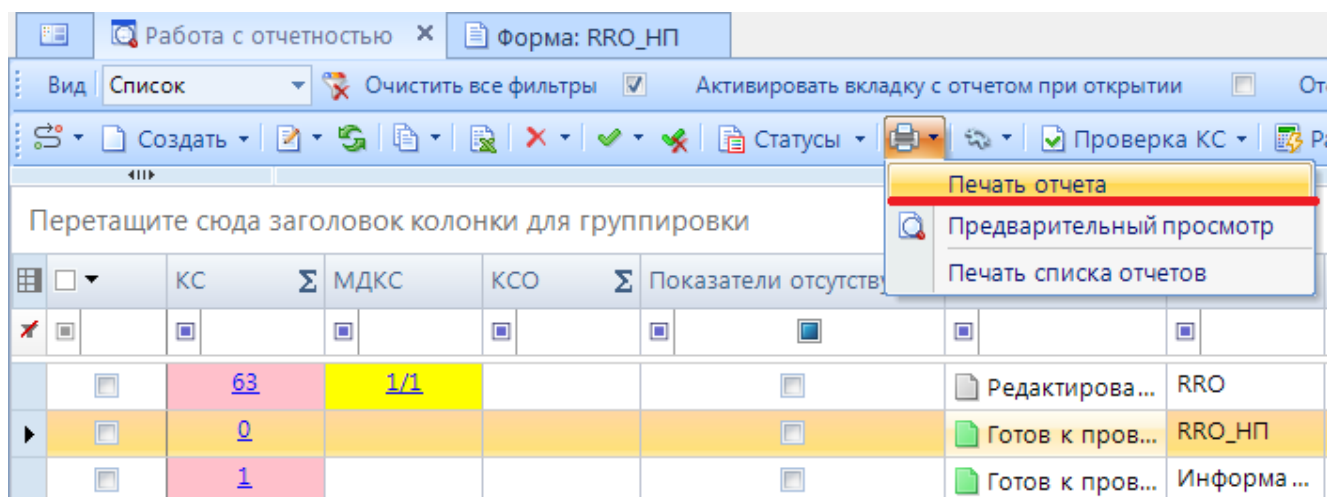 Работа с отчетностью
Форма: RRO_НП
Вид Список Очистить все фильтры Активировать вкладку с отчетом при открытии
Создать Статусы Проверка КС
Печать отчета
Предварительный просмотр
Печать списка отчетов
Перетащите сюда заголовок колонки для группировки
КС Σ МДКС КСО Σ Показатели отсутству
63 1/1 Редактирова... RRO
0 Готов к пров... RRO_НП
1 Готов к пров... Информа...